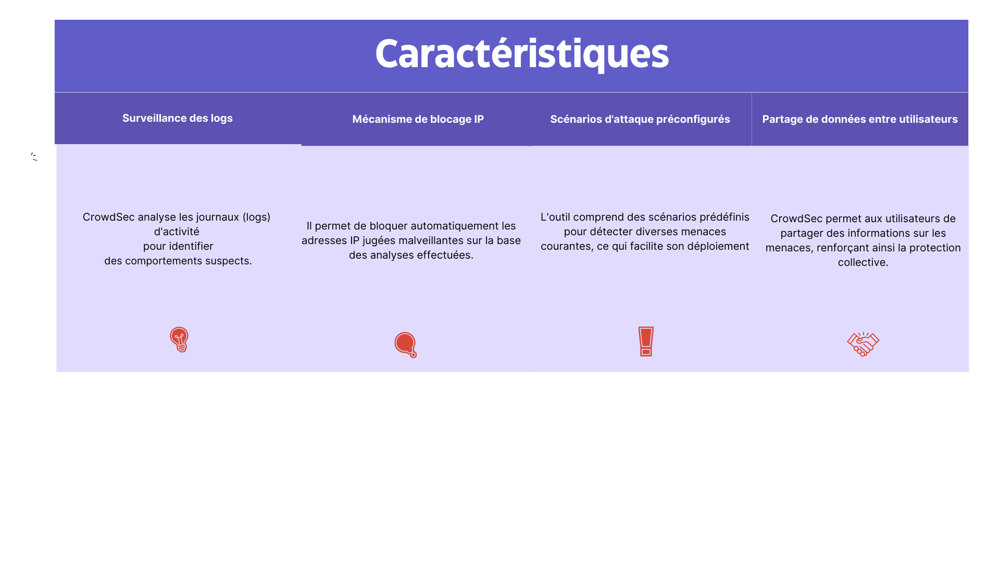 Caractéristiques
Surveillance des logs
Mécanisme de blocage IP
Scénarios d'attaque préconfigurés
Partage de données entre utilisateurs
CrowdSec analyse les journaux (logs)
d'activité
pour identifier
des comportements suspects.
Il permet de bloquer automatiquement les
adresses IP jugées malveillantes sur la base
des analyses effectuées.
L'outil comprend des scénarios prédéfinis
pour détecter diverses menaces
courantes, ce qui facilite son déploiement
CrowdSec permet aux utilisateurs de
partager des informations sur les
menaces, renforçant ainsi la protection
collective.